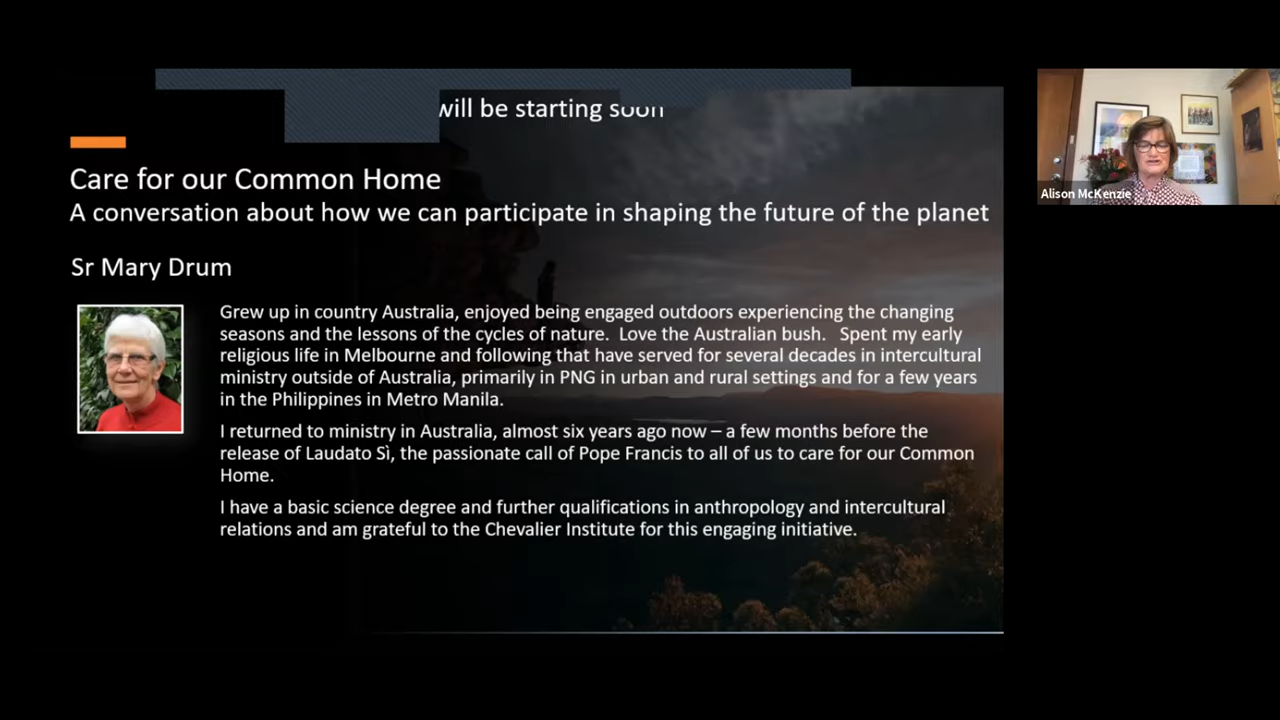 will be starting soon
Care for our Common Home
A conversation about how we can participate in shaping the future of the planet
Sr Mary Drum
Grew up in country Australia, enjoyed being engaged outdoors experiencing the changing
seasons and the lessons of the cycles of nature. Love the Australian bush. Spent my early
religious life in Melbourne and following that have served for several decades in intercultural
ministry outside of Australia, primarily in PNG in urban and rural settings and for a few years
in the Philippines in Metro Manila.
I returned to ministry in Australia, almost six years ago now – a few months before the
release of Laudato Sì, the passionate call of Pope Francis to all of us to care for our Common
Home.
I have a basic science degree and further qualifications in anthropology and intercultural
relations and am grateful to the Chevalier Institute for this engaging initiative.
Alison McKenzie